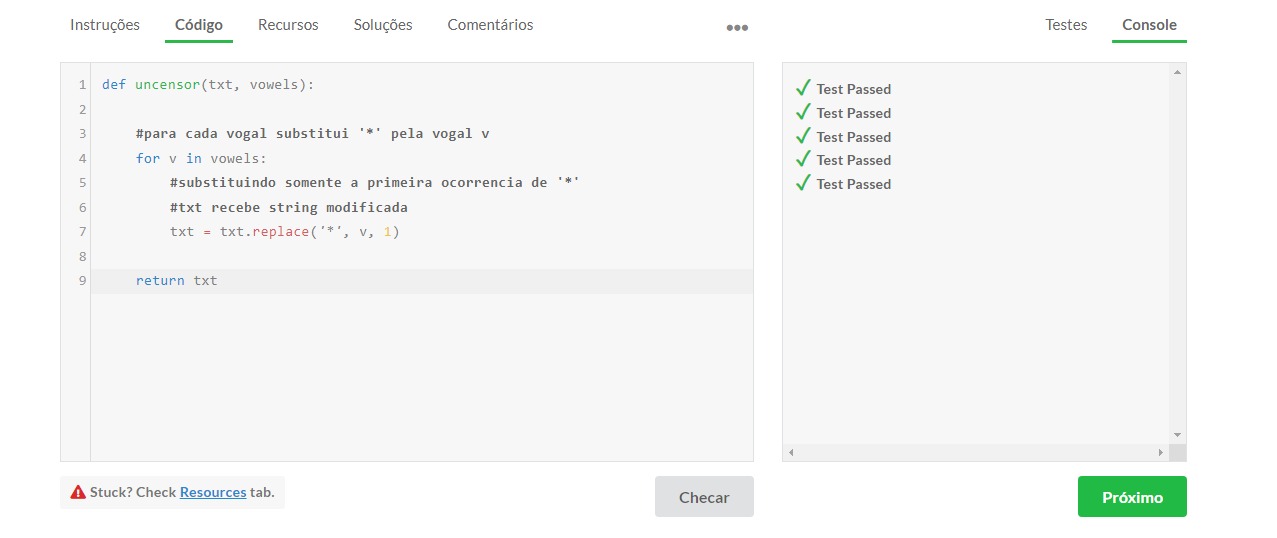 Instruções Código Recursos Soluções Comentários ••• Testes Console
1 def uncensor(txt, vowels):
2
3 #para cada vogal substitui '*' pela vogal v
4 for v in vowels:
5 #substituindo somente a primeira ocorrencia de '*'
6 #txt recebe string modificada
7 txt = txt.replace('*', v, 1)
8
9 return txt
✓ Test Passed
✓ Test Passed
✓ Test Passed
✓ Test Passed
✓ Test Passed
Stuck? Check Resources tab.
Checar
Próximo